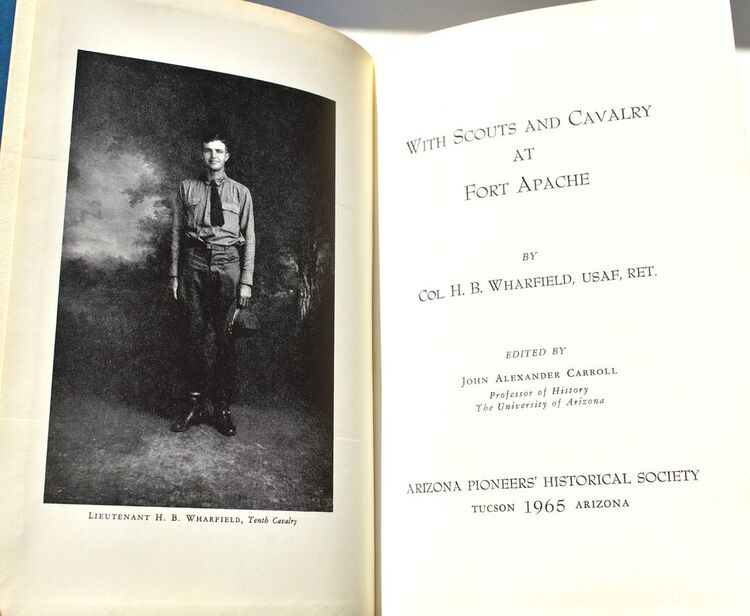 LIEUTENANT H. B. WHARFIELD, Tenth Cavalry
WITH SCOUTS AND CAVALRY
AT
FORT APACHE
BY
COL. H. B. WHARFIELD, USAF, RET.
EDITED BY
JOHN ALEXANDER CARROLL
Professor of History
The University of Arizona
ARIZONA PIONEERS' HISTORICAL SOCIETY
TUCSON 1965 ARIZONA